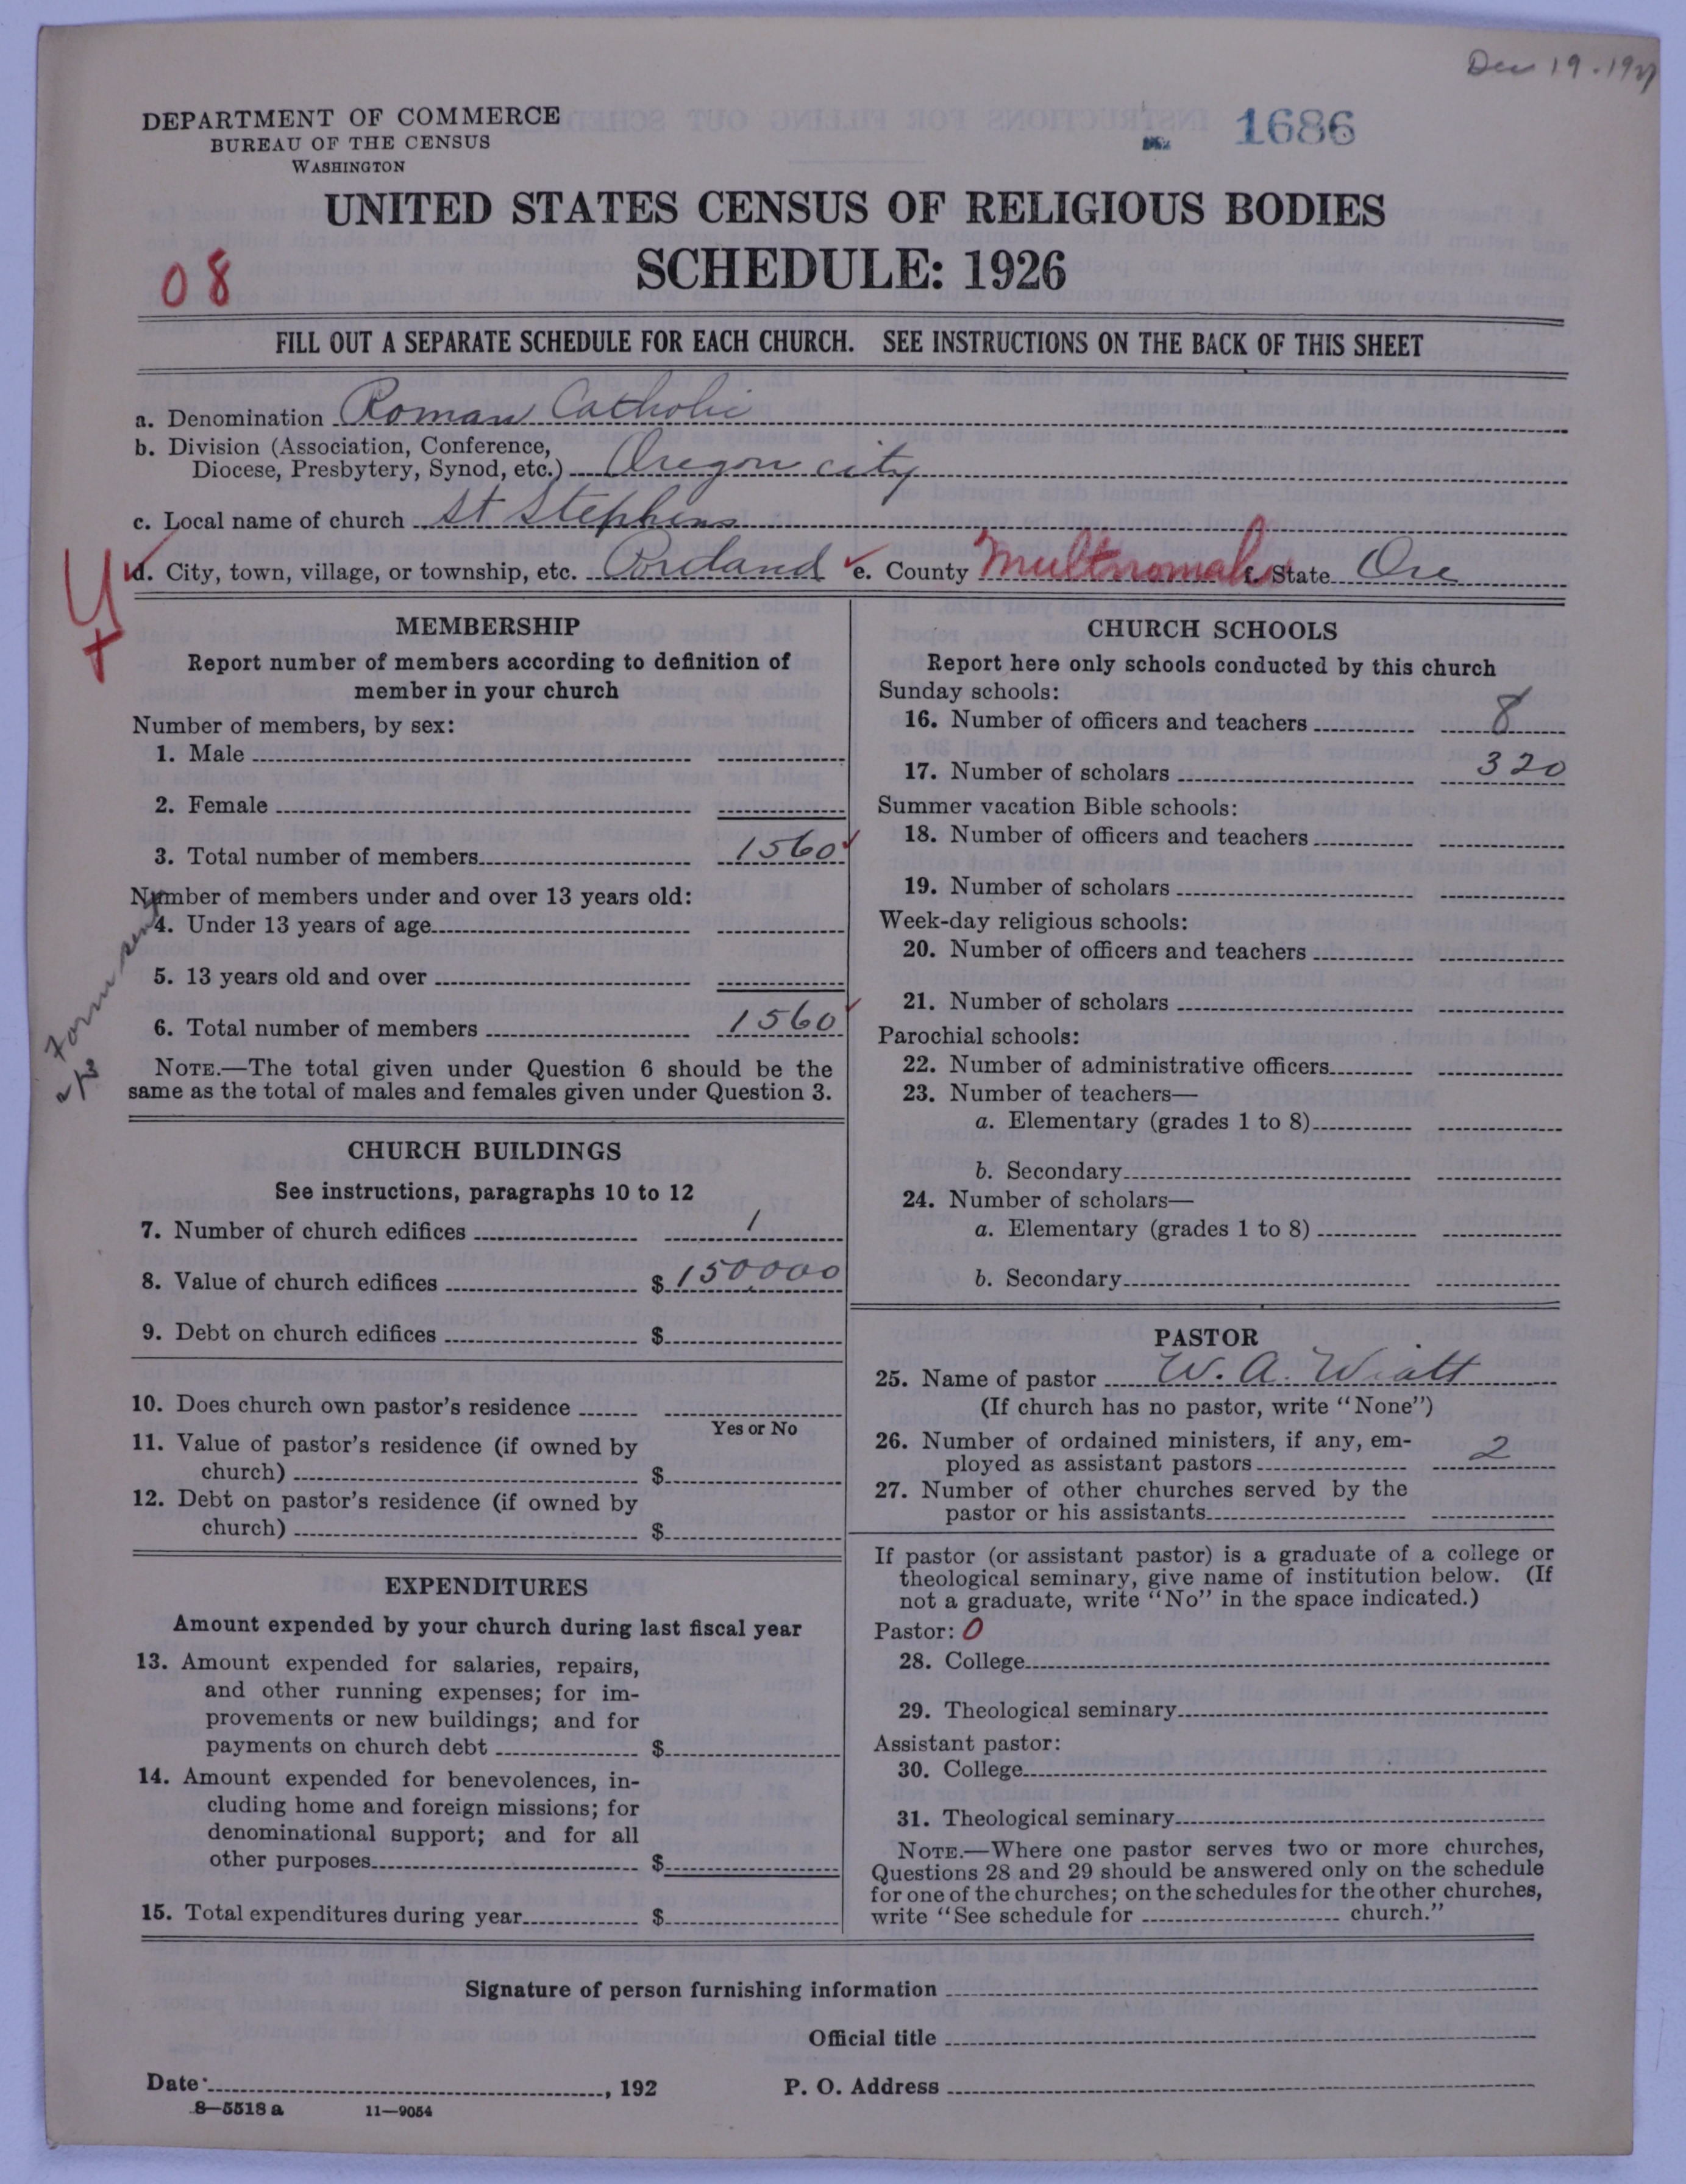 Dec 19. 1927
DEPARTMENT OF COMMERCE
BUREAU OF THE CENSUS
WASHINGTON
1686
UNITED STATES CENSUS OF RELIGIOUS BODIES
SCHEDULE: 1926
08
FILL OUT A SEPARATE SCHEDULE FOR EACH CHURCH. SEE INSTRUCTIONS ON THE BACK OF THIS SHEET
a. Denomination Roman Catholic
b. Division (Association, Conference,
Diocese, Presbytery, Synod, etc.) Oregon city
c. Local name of church St Stephens
d. City, town, village, or township, etc. Portland e. County Multnomah f. State Ore
MEMBERSHIP
Report number of members according to definition of
member in your church
Number of members, by sex:
1. Male
2. Female
3. Total number of members 1560
Number of members under and over 13 years old:
4. Under 13 years of age
5. 13 years old and over
6. Total number of members 1560
NOTE.—The total given under Question 6 should be the
same as the total of males and females given under Question 3.
Form sent
CHURCH BUILDINGS
See instructions, paragraphs 10 to 12
7. Number of church edifices 1
8. Value of church edifices $ 150,000
9. Debt on church edifices $
10. Does church own pastor's residence
Yes or No
11. Value of pastor's residence (if owned by
church) $
12. Debt on pastor's residence (if owned by
church) $
EXPENDITURES
Amount expended by your church during last fiscal year
13. Amount expended for salaries, repairs,
and other running expenses; for im-
provements or new buildings; and for
payments on church debt $
14. Amount expended for benevolences, in-
cluding home and foreign missions; for
denominational support; and for all
other purposes $
15. Total expenditures during year $
CHURCH SCHOOLS
Report here only schools conducted by this church
Sunday schools:
16. Number of officers and teachers 8
17. Number of scholars 320
Summer vacation Bible schools:
18. Number of officers and teachers
19. Number of scholars
Week-day religious schools:
20. Number of officers and teachers
21. Number of scholars
Parochial schools:
22. Number of administrative officers
23. Number of teachers—
a. Elementary (grades 1 to 8)
b. Secondary
24. Number of scholars—
a. Elementary (grades 1 to 8)
b. Secondary
PASTOR
25. Name of pastor W. A. Wiatt
(If church has no pastor, write "None")
26. Number of ordained ministers, if any, em-
ployed as assistant pastors 2
27. Number of other churches served by the
pastor or his assistants
If pastor (or assistant pastor) is a graduate of a college or
theological seminary, give name of institution below. (If
not a graduate, write "No" in the space indicated.)
Pastor: 0
28. College
29. Theological seminary
Assistant pastor:
30. College
31. Theological seminary
NOTE.—Where one pastor serves two or more churches,
Questions 28 and 29 should be answered only on the schedule
for one of the churches; on the schedules for the other churches,
write "See schedule for church."
Signature of person furnishing information
Official title
Date , 192 P. O. Address
8—5518 a 11—9054